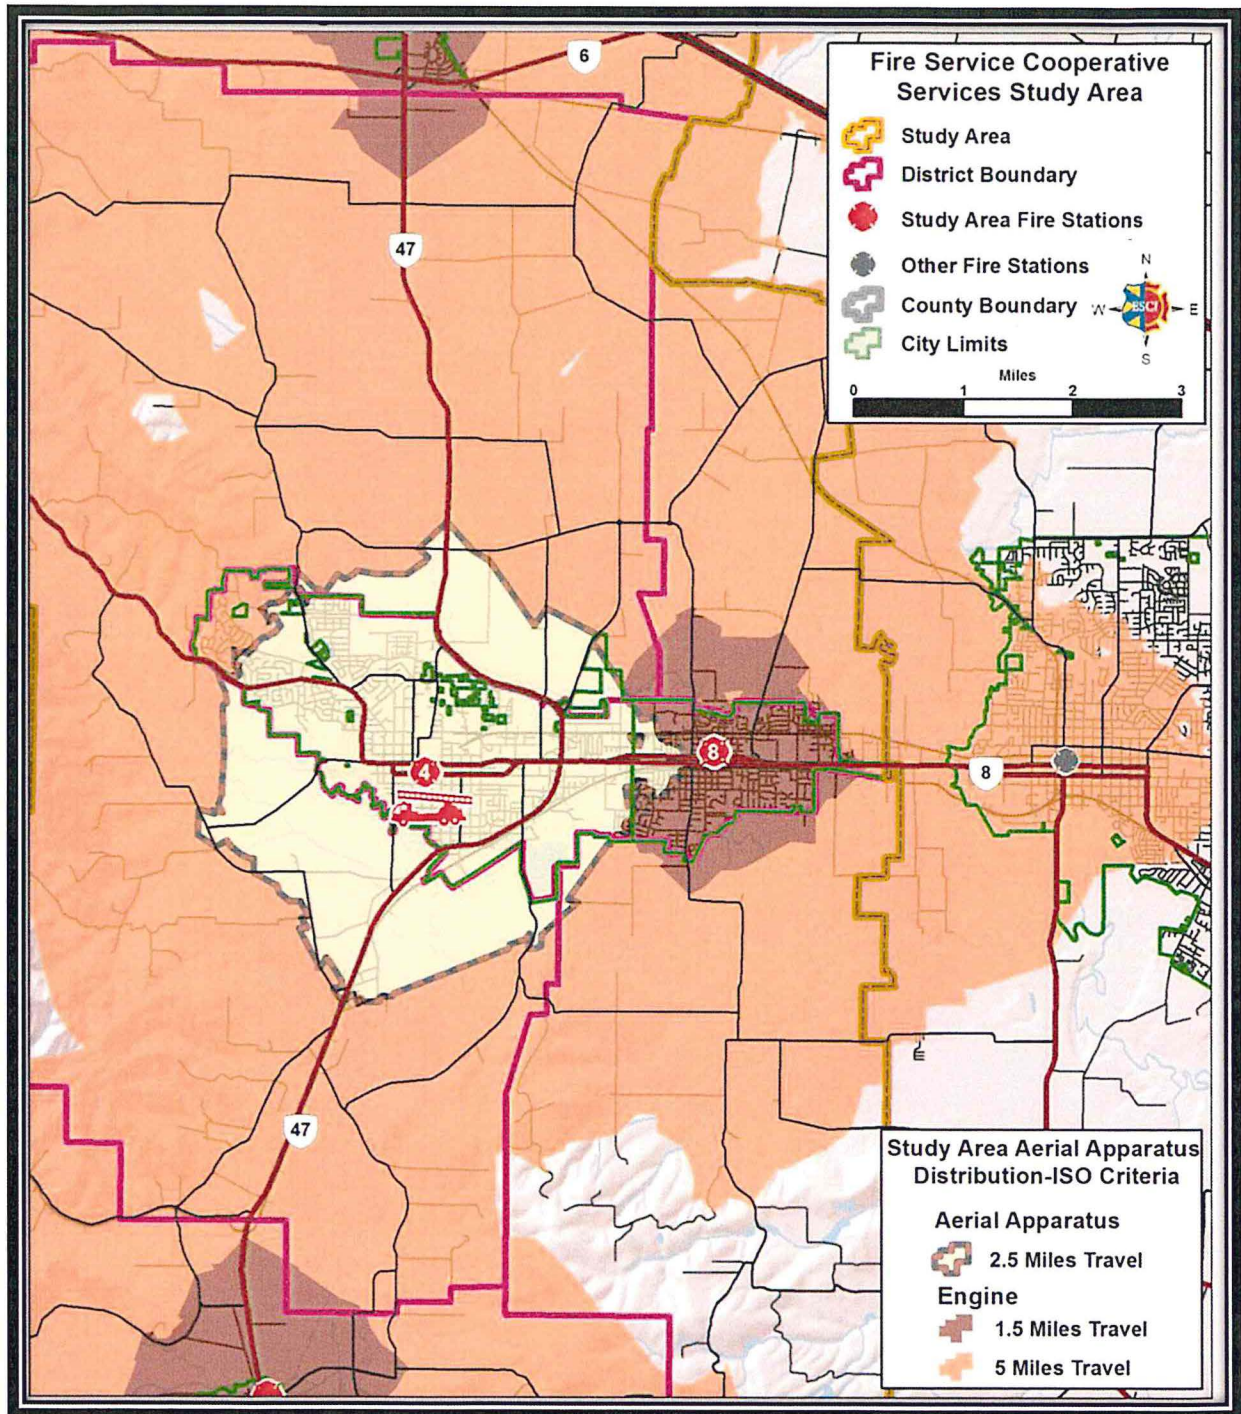 Fire Service Cooperative
Services Study Area
Study Area
District Boundary
Study Area Fire Stations
Other Fire Stations
County Boundary
City Limits
N
W
ESCI
E
S
Miles
0 1 2 3
6
47
8
4
8
47
Study Area Aerial Apparatus
Distribution-ISO Criteria
Aerial Apparatus
2.5 Miles Travel
Engine
1.5 Miles Travel
5 Miles Travel